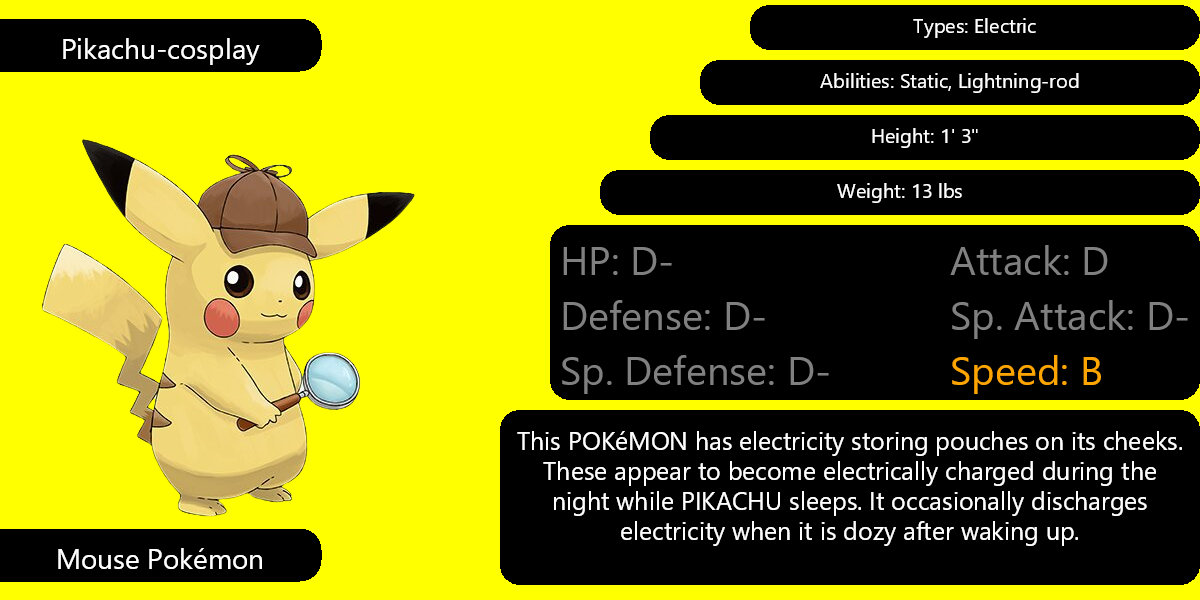 Pikachu-cosplay
Types: Electric
Abilities: Static, Lightning-rod
Height: 1' 3"
Weight: 13 lbs
HP: D-
Attack: D
Defense: D-
Sp. Attack: D-
Sp. Defense: D-
Speed: B
This POKéMON has electricity storing pouches on its cheeks.
These appear to become electrically charged during the
night while PIKACHU sleeps. It occasionally discharges
electricity when it is dozy after waking up.
Mouse Pokémon